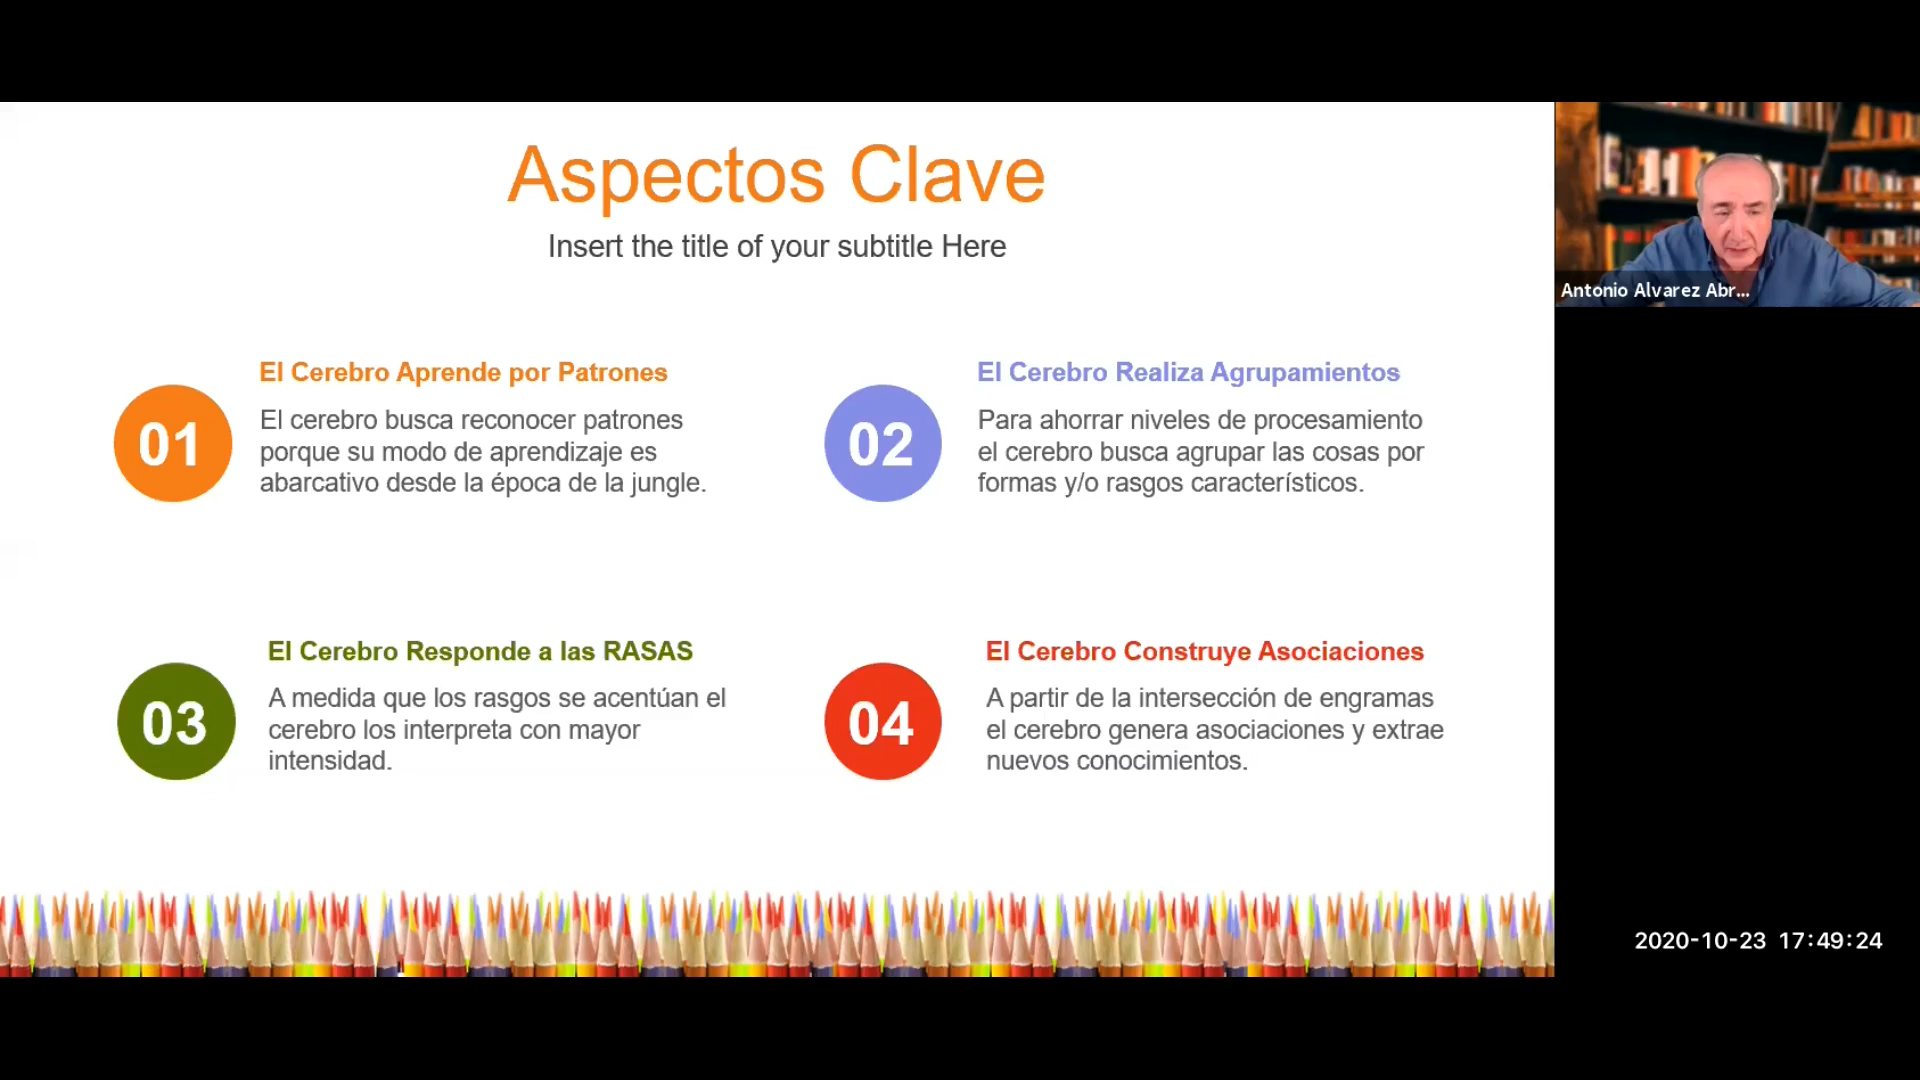 Aspectos Clave
Insert the title of your subtitle Here
01
El Cerebro Aprende por Patrones
El cerebro busca reconocer patrones
porque su modo de aprendizaje es
abarcativo desde la época de la jungle.
02
El Cerebro Realiza Agrupamientos
Para ahorrar niveles de procesamiento
el cerebro busca agrupar las cosas por
formas y/o rasgos característicos.
03
El Cerebro Responde a las RASAS
A medida que los rasgos se acentúan el
cerebro los interpreta con mayor
intensidad.
04
El Cerebro Construye Asociaciones
A partir de la intersección de engramas
el cerebro genera asociaciones y extrae
nuevos conocimientos.
Antonio Alvarez Abr...
2020-10-23 17:49:24